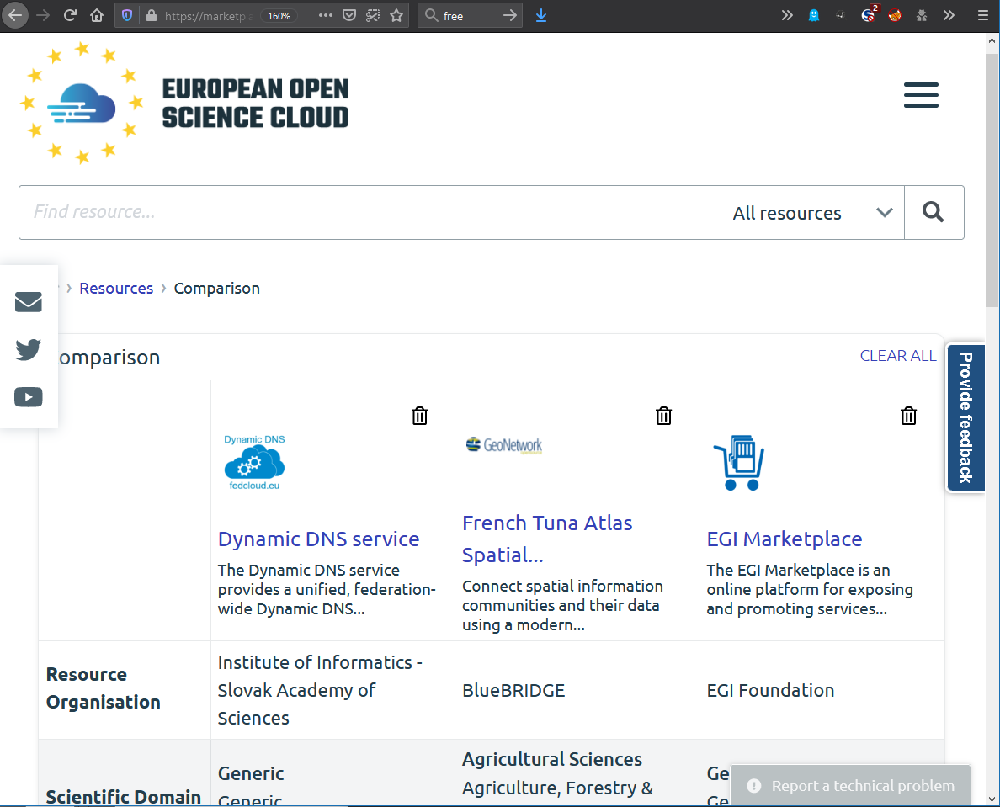 https://marketpla
160%
free
2
EUROPEAN OPEN
SCIENCE CLOUD
Find resource...
All resources
Resources › Comparison
omparison
CLEAR ALL
Provide feedback
Dynamic DNS
fedcloud.eu
GeoNetwork
opensource
Dynamic DNS service
The Dynamic DNS service
provides a unified, federation-
wide Dynamic DNS...
French Tuna Atlas
Spatial...
Connect spatial information
communities and their data
using a modern...
EGI Marketplace
The EGI Marketplace is an
online platform for exposing
and promoting services...
Resource
Organisation
Institute of Informatics -
Slovak Academy of
Sciences
BlueBRIDGE
EGI Foundation
Scientific Domain
Generic
Generic
Agricultural Sciences
Agriculture, Forestry &
Ge
Ge
Report a technical problem